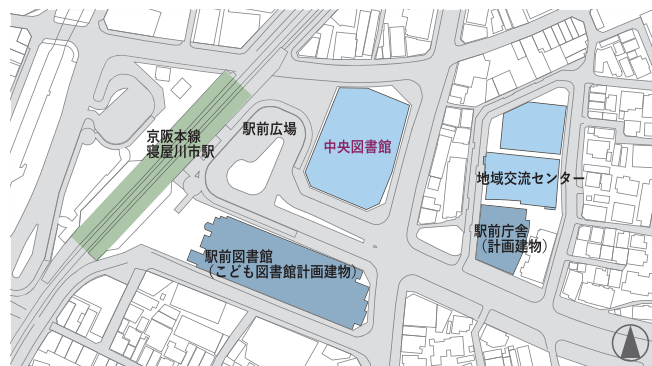 京阪本線
寝屋川市駅
駅前広場
中央図書館
地域交流センター
駅前庁舎
（計画建物）
駅前図書館
（こども図書館計画建物）